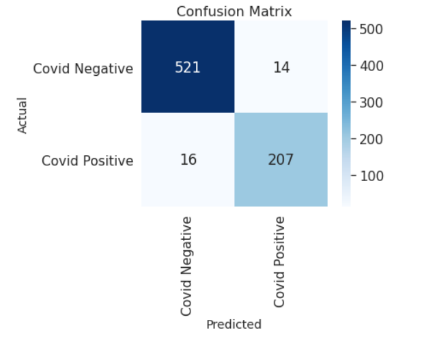 Confusion Matrix
Actual
Covid Negative
521
14
Covid Positive
16
207
Covid Negative
Covid Positive
Predicted
500
400
300
200
100